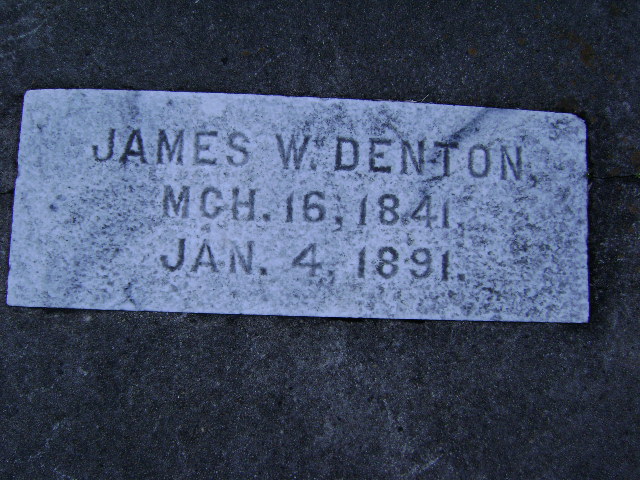 JAMES W. DENTON,
MCH. 16, 1841,
JAN. 4, 1891.